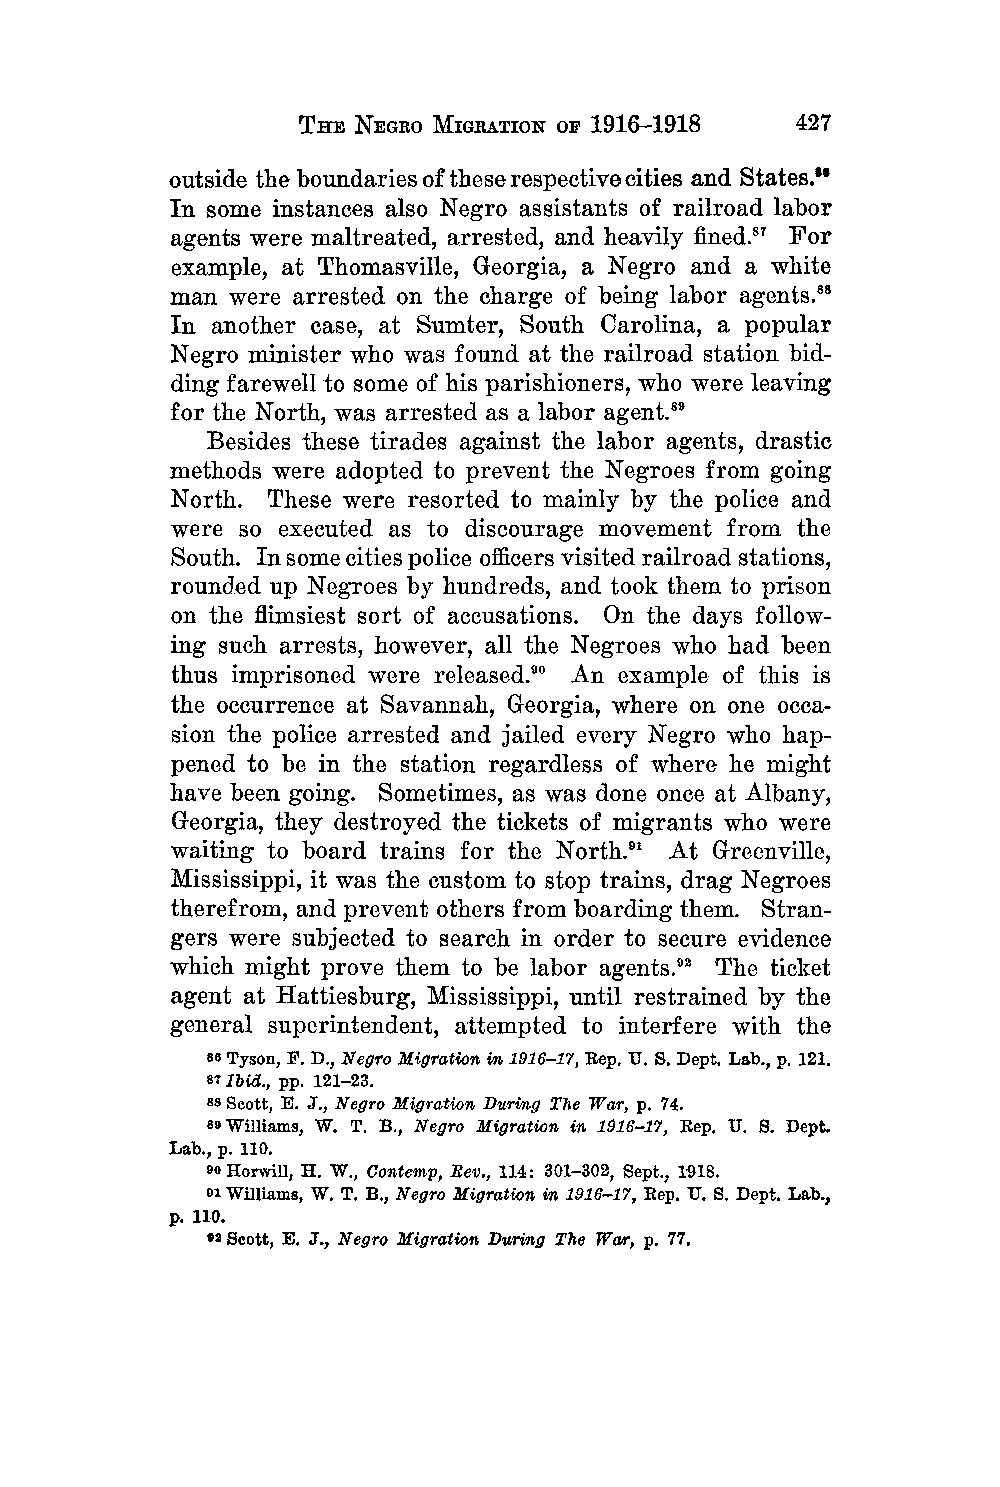 THE NEGRO MIGRATION OF 1916–1918 427
outside the boundaries of these respective cities and States.⁸⁶
In some instances also Negro assistants of railroad labor
agents were maltreated, arrested, and heavily fined.⁸⁷ For
example, at Thomasville, Georgia, a Negro and a white
man were arrested on the charge of being labor agents.⁸⁸
In another case, at Sumter, South Carolina, a popular
Negro minister who was found at the railroad station bid-
ding farewell to some of his parishioners, who were leaving
for the North, was arrested as a labor agent.⁸⁹
Besides these tirades against the labor agents, drastic
methods were adopted to prevent the Negroes from going
North. These were resorted to mainly by the police and
were so executed as to discourage movement from the
South. In some cities police officers visited railroad stations,
rounded up Negroes by hundreds, and took them to prison
on the flimsiest sort of accusations. On the days follow-
ing such arrests, however, all the Negroes who had been
thus imprisoned were released.⁹⁰ An example of this is
the occurrence at Savannah, Georgia, where on one occa-
sion the police arrested and jailed every Negro who hap-
pened to be in the station regardless of where he might
have been going. Sometimes, as was done once at Albany,
Georgia, they destroyed the tickets of migrants who were
waiting to board trains for the North.⁹¹ At Greenville,
Mississippi, it was the custom to stop trains, drag Negroes
therefrom, and prevent others from boarding them. Stran-
gers were subjected to search in order to secure evidence
which might prove them to be labor agents.⁹² The ticket
agent at Hattiesburg, Mississippi, until restrained by the
general superintendent, attempted to interfere with the
⁸⁶ Tyson, F. D., Negro Migration in 1916–17, Rep. U. S. Dept. Lab., p. 121.
⁸⁷ Ibid., pp. 121–23.
⁸⁸ Scott, E. J., Negro Migration During The War, p. 74.
⁸⁹ Williams, W. T. B., Negro Migration in 1916–17, Rep. U. S. Dept.
Lab., p. 110.
⁹⁰ Horwill, H. W., Contemp, Rev., 114: 301–302, Sept., 1918.
⁹¹ Williams, W. T. B., Negro Migration in 1916–17, Rep. U. S. Dept. Lab.,
p. 110.
⁹² Scott, E. J., Negro Migration During The War, p. 77.